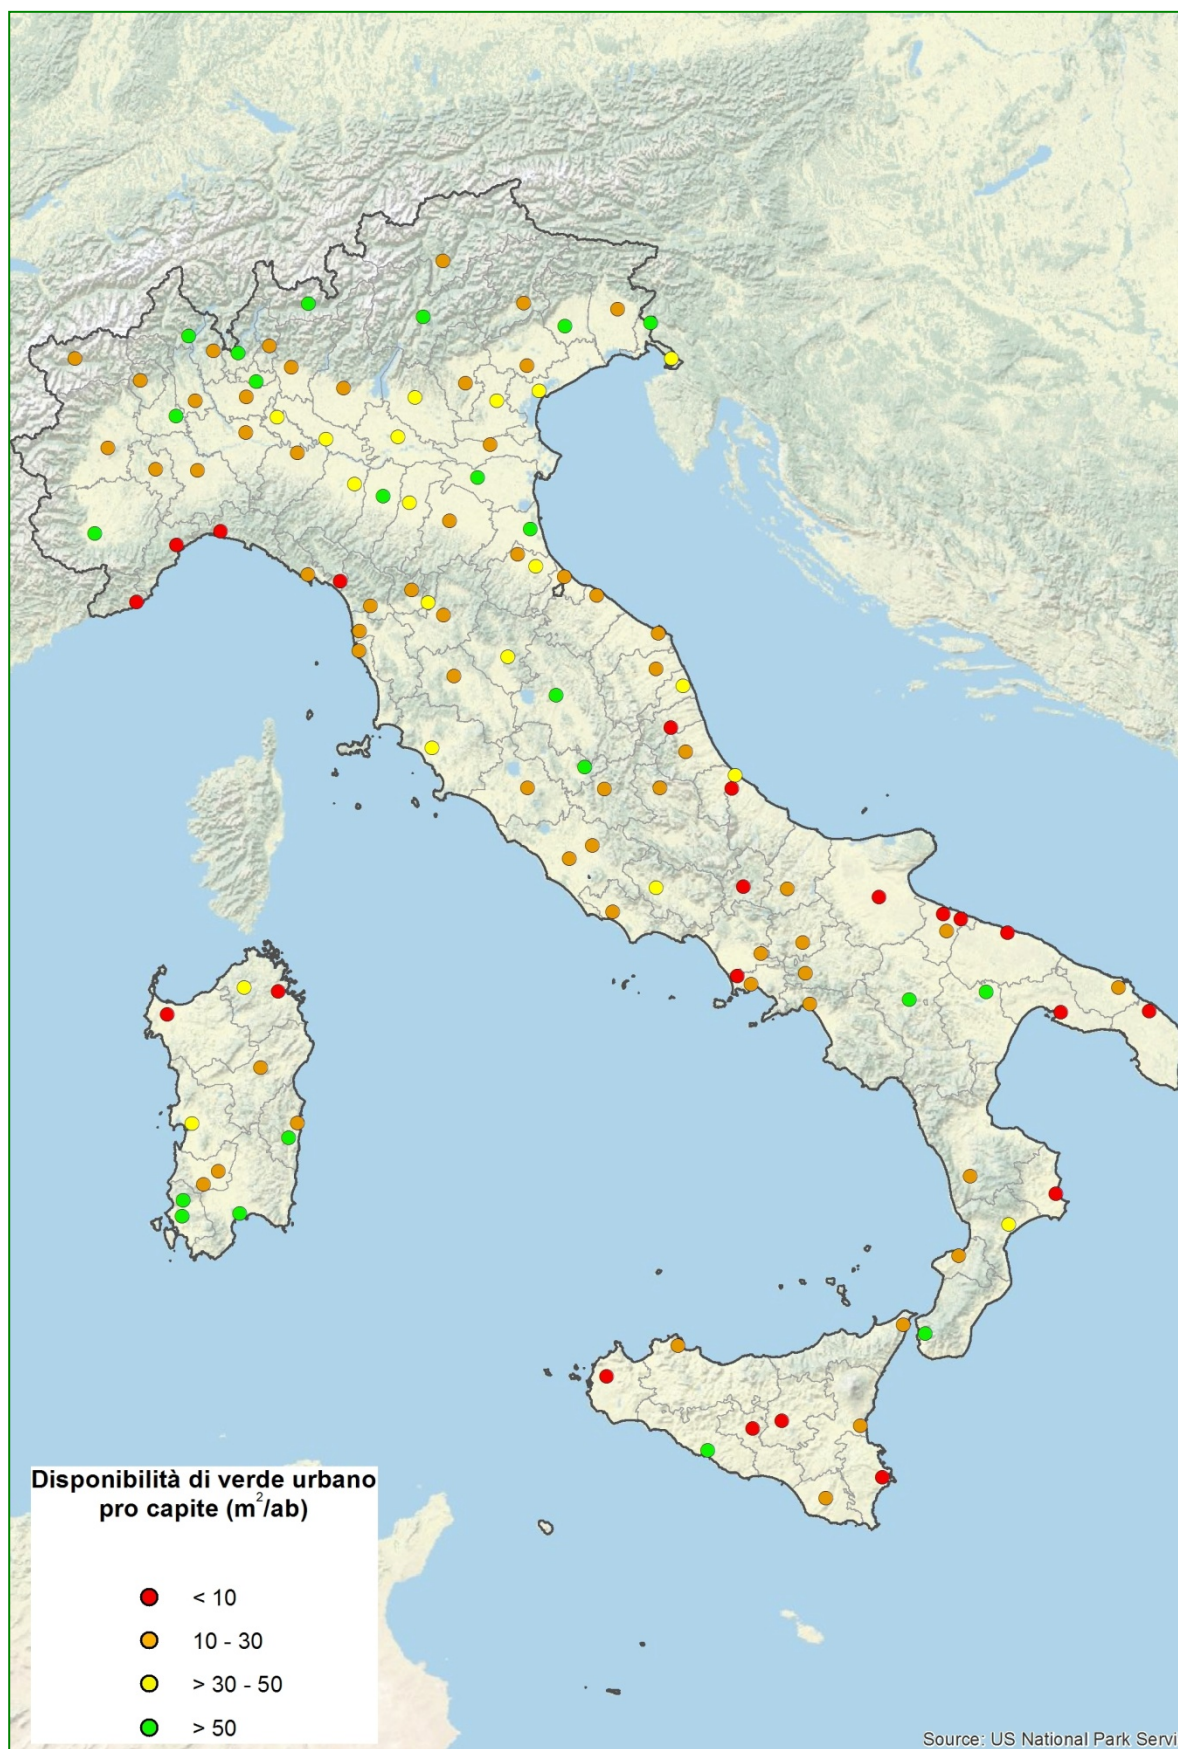 Disponibilità di verde urbano
pro capite (m²/ab)
< 10
10 - 30
> 30 - 50
> 50
Source: US National Park Servi